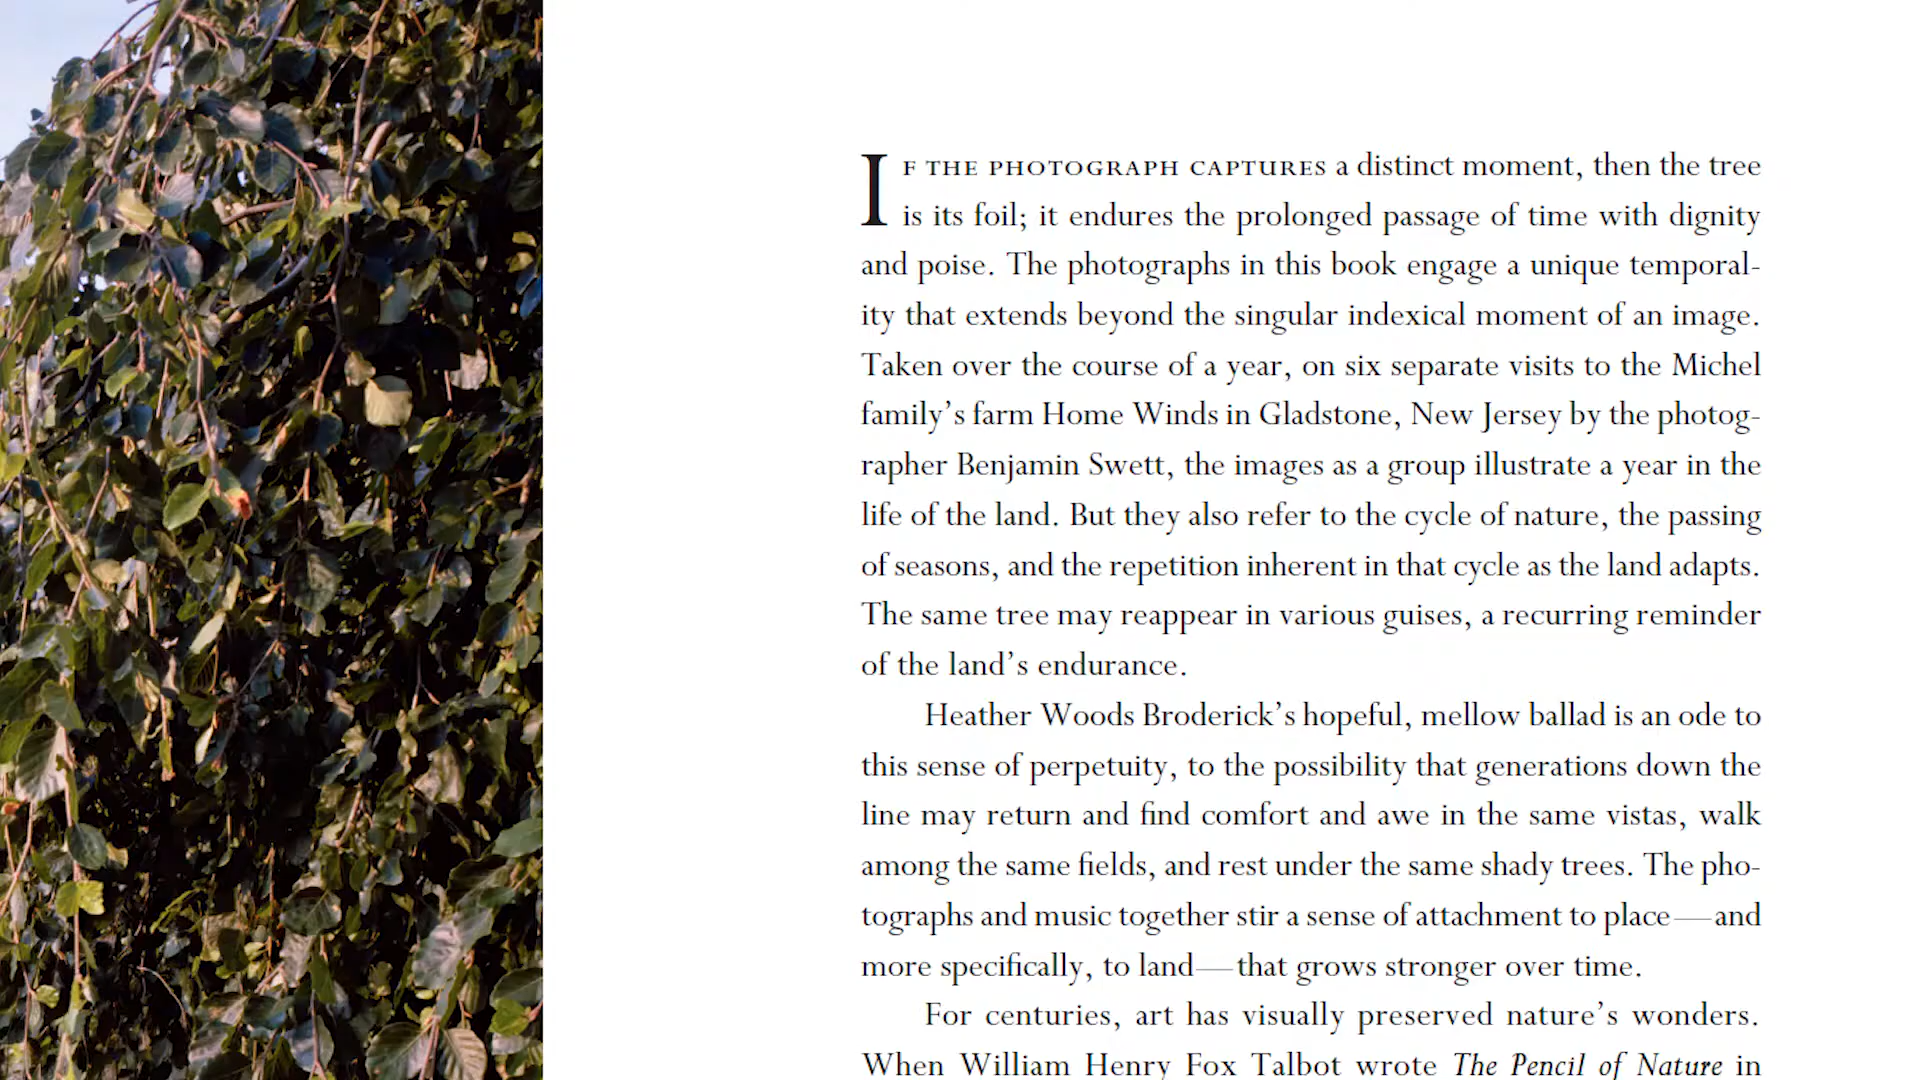 IF THE PHOTOGRAPH CAPTURES a distinct moment, then the tree
is its foil; it endures the prolonged passage of time with dignity
and poise. The photographs in this book engage a unique temporal-
ity that extends beyond the singular indexical moment of an image.
Taken over the course of a year, on six separate visits to the Michel
family’s farm Home Winds in Gladstone, New Jersey by the photog-
rapher Benjamin Swett, the images as a group illustrate a year in the
life of the land. But they also refer to the cycle of nature, the passing
of seasons, and the repetition inherent in that cycle as the land adapts.
The same tree may reappear in various guises, a recurring reminder
of the land’s endurance.
Heather Woods Broderick’s hopeful, mellow ballad is an ode to
this sense of perpetuity, to the possibility that generations down the
line may return and find comfort and awe in the same vistas, walk
among the same fields, and rest under the same shady trees. The pho-
tographs and music together stir a sense of attachment to place—and
more specifically, to land—that grows stronger over time.
For centuries, art has visually preserved nature’s wonders.
When William Henry Fox Talbot wrote The Pencil of Nature in